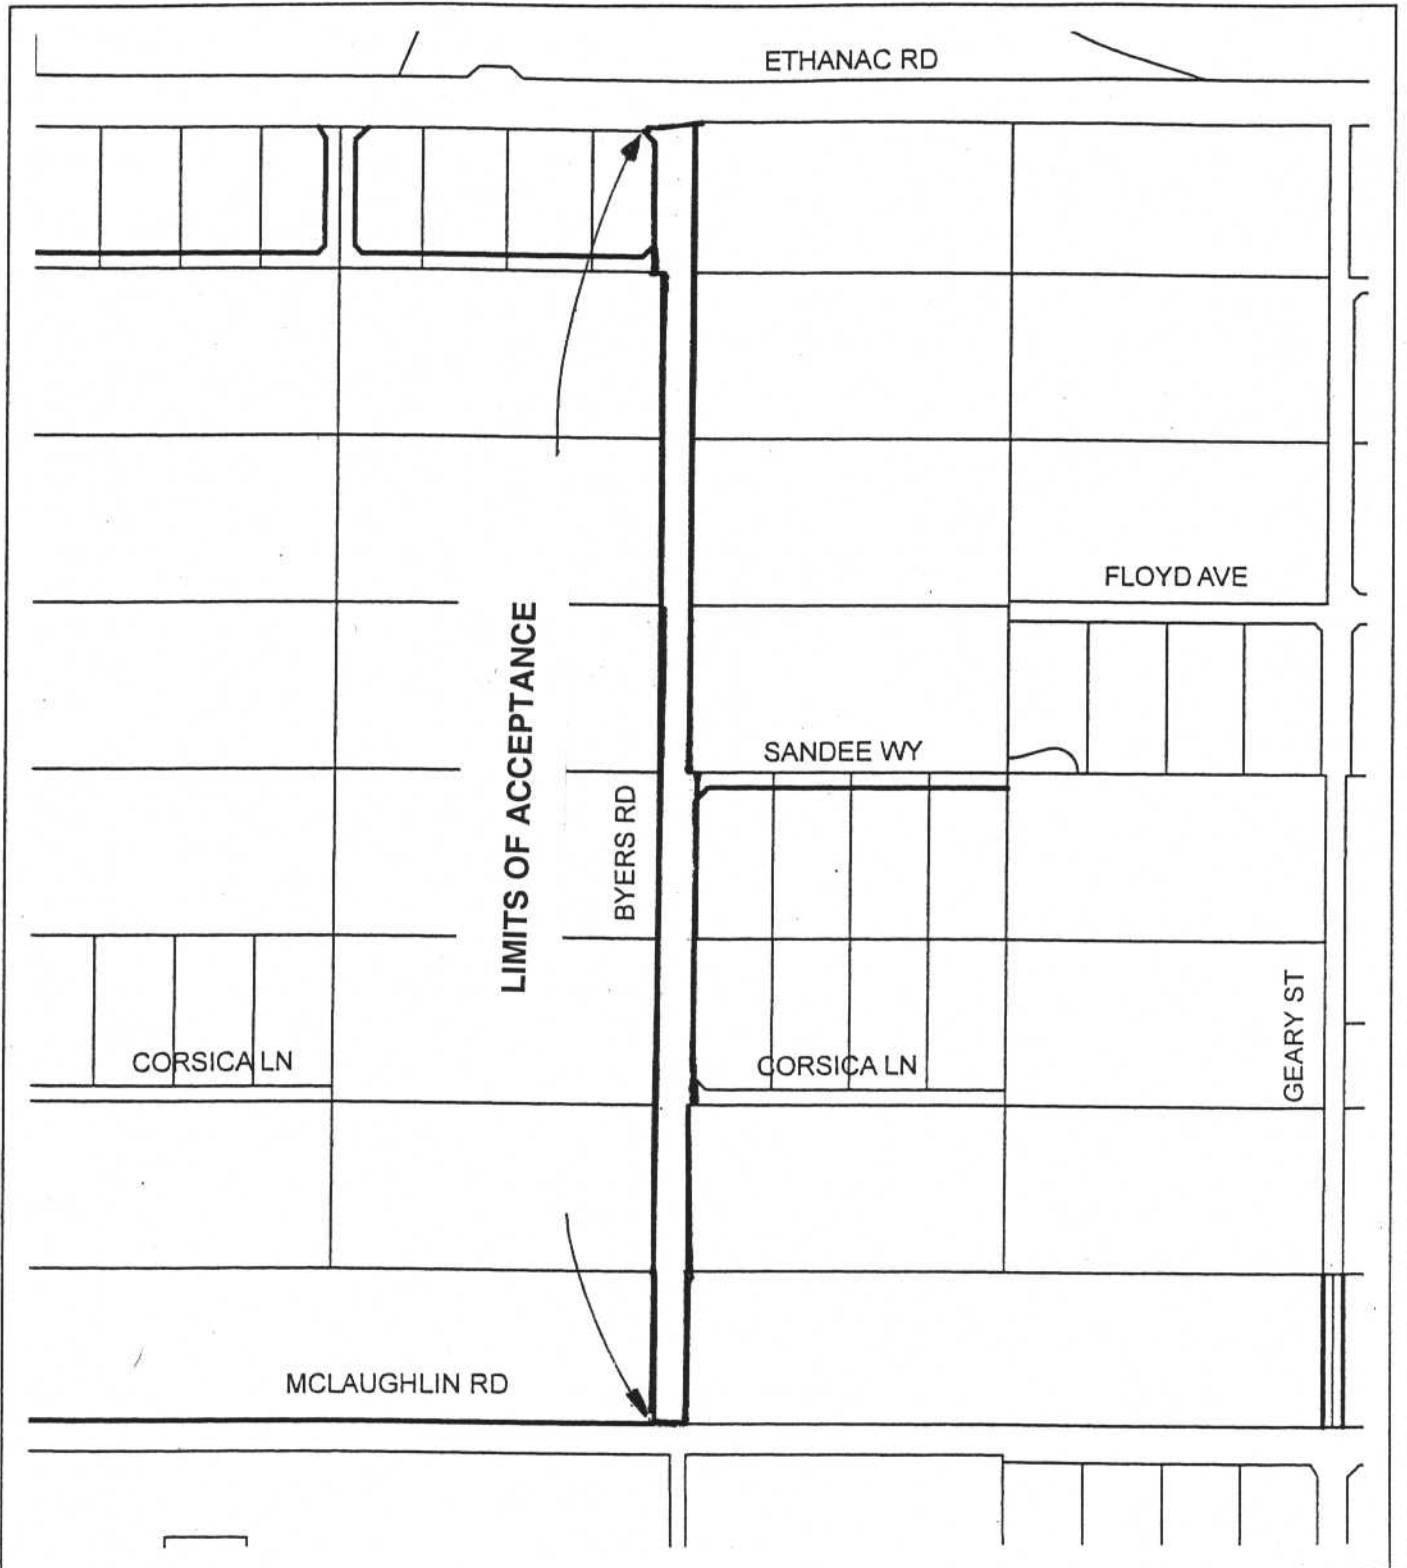 ETHANAC RD
FLOYD AVE
LIMITS OF ACCEPTANCE
SANDEE WY
BYERS RD
CORSICA LN
CORSICA LN
GEARY ST
MCLAUGHLIN RD